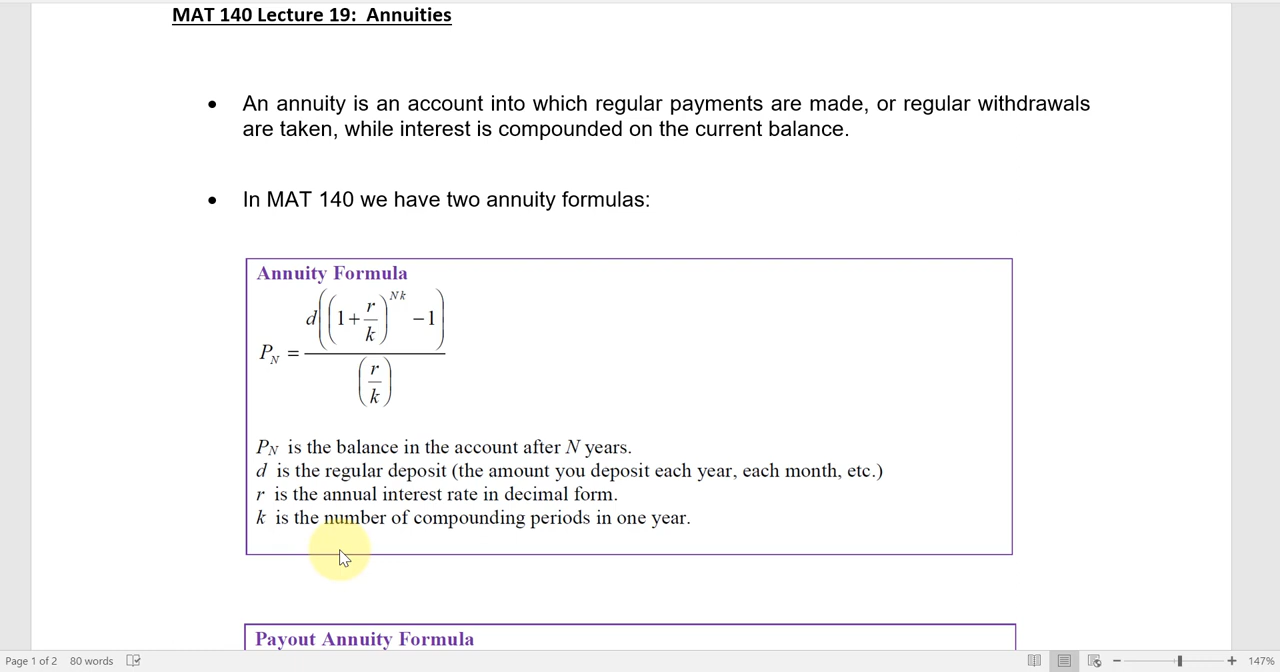 MAT 140 Lecture 19: Annuities
• An annuity is an account into which regular payments are made, or regular withdrawals
are taken, while interest is compounded on the current balance.
• In MAT 140 we have two annuity formulas:
Annuity Formula
P_N = d((1+r/k)^{Nk} −1) / (r/k)
P_N is the balance in the account after N years.
d is the regular deposit (the amount you deposit each year, each month, etc.)
r is the annual interest rate in decimal form.
k is the number of compounding periods in one year.
Payout Annuity Formula
Page 1 of 2 80 words 147%